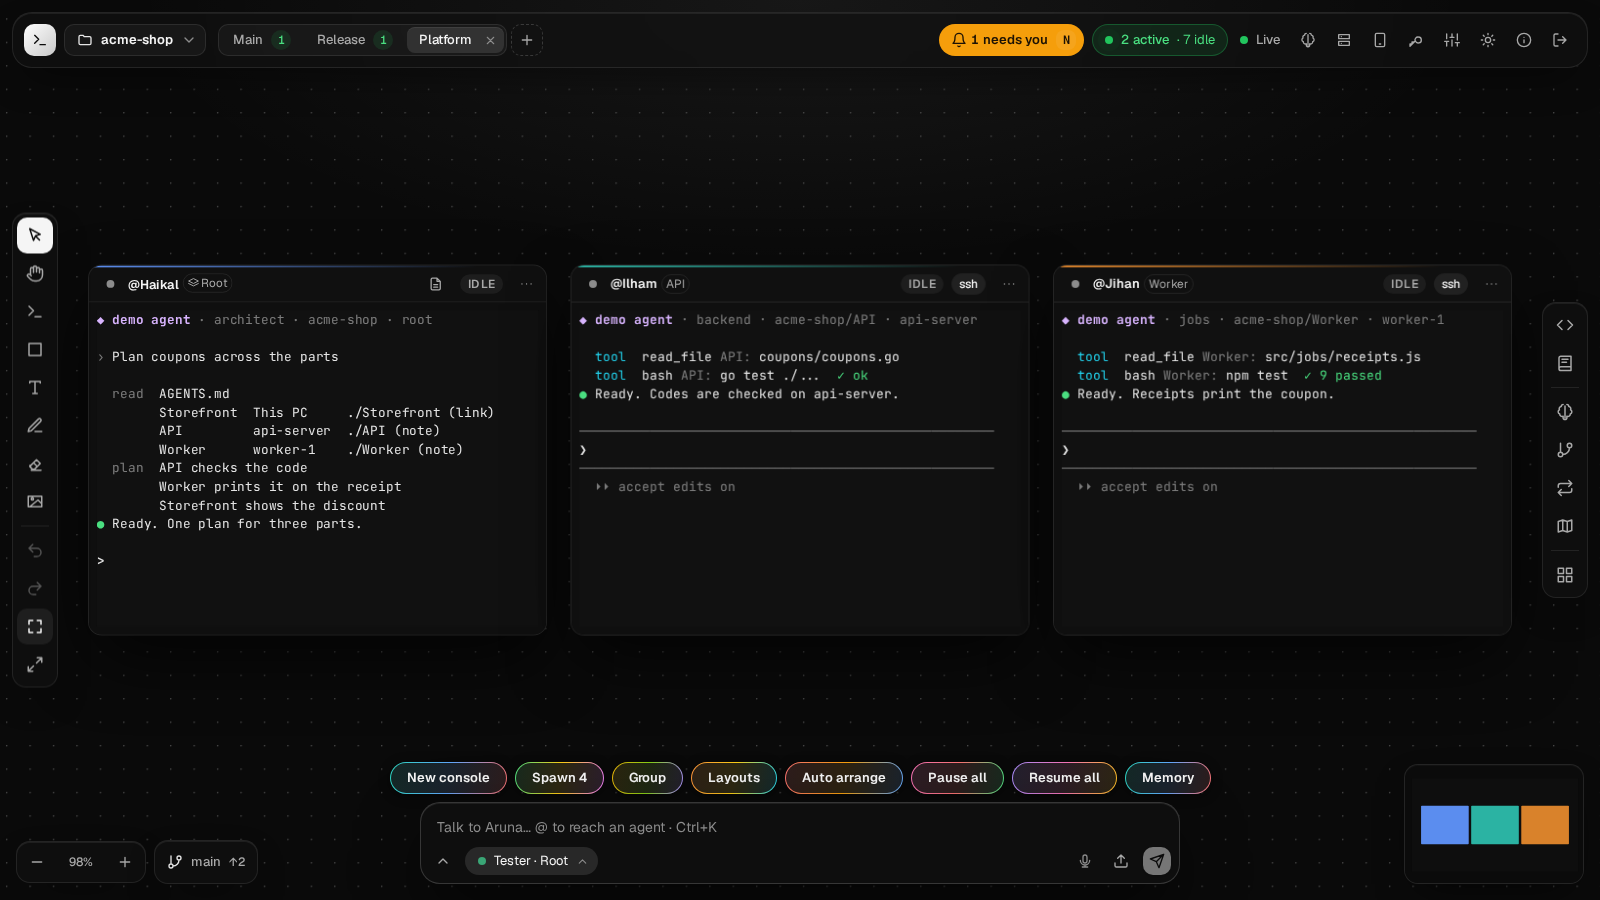 acme-shop
Main 1
Release 1
Platform
1 needs you N
2 active · 7 idle
Live
@Haikal Root IDLE ···
◆ demo agent · architect · acme-shop · root
› Plan coupons across the parts
read AGENTS.md
Storefront This PC ./Storefront (link)
API api-server ./API (note)
Worker worker-1 ./Worker (note)
plan API checks the code
Worker prints it on the receipt
Storefront shows the discount
● Ready. One plan for three parts.
>
@Ilham API IDLE ssh ···
◆ demo agent · backend · acme-shop/API · api-server
tool read_file API: coupons/coupons.go
tool bash API: go test ./... ✓ ok
● Ready. Codes are checked on api-server.
❯
accept edits on
@Jihan Worker IDLE ssh ···
◆ demo agent · jobs · acme-shop/Worker · worker-1
tool read_file Worker: src/jobs/receipts.js
tool bash Worker: npm test ✓ 9 passed
● Ready. Receipts print the coupon.
❯
accept edits on
New console
Spawn 4
Group
Layouts
Auto arrange
Pause all
Resume all
Memory
Talk to Aruna... @ to reach an agent · Ctrl+K
Tester · Root
98%
main ↑2